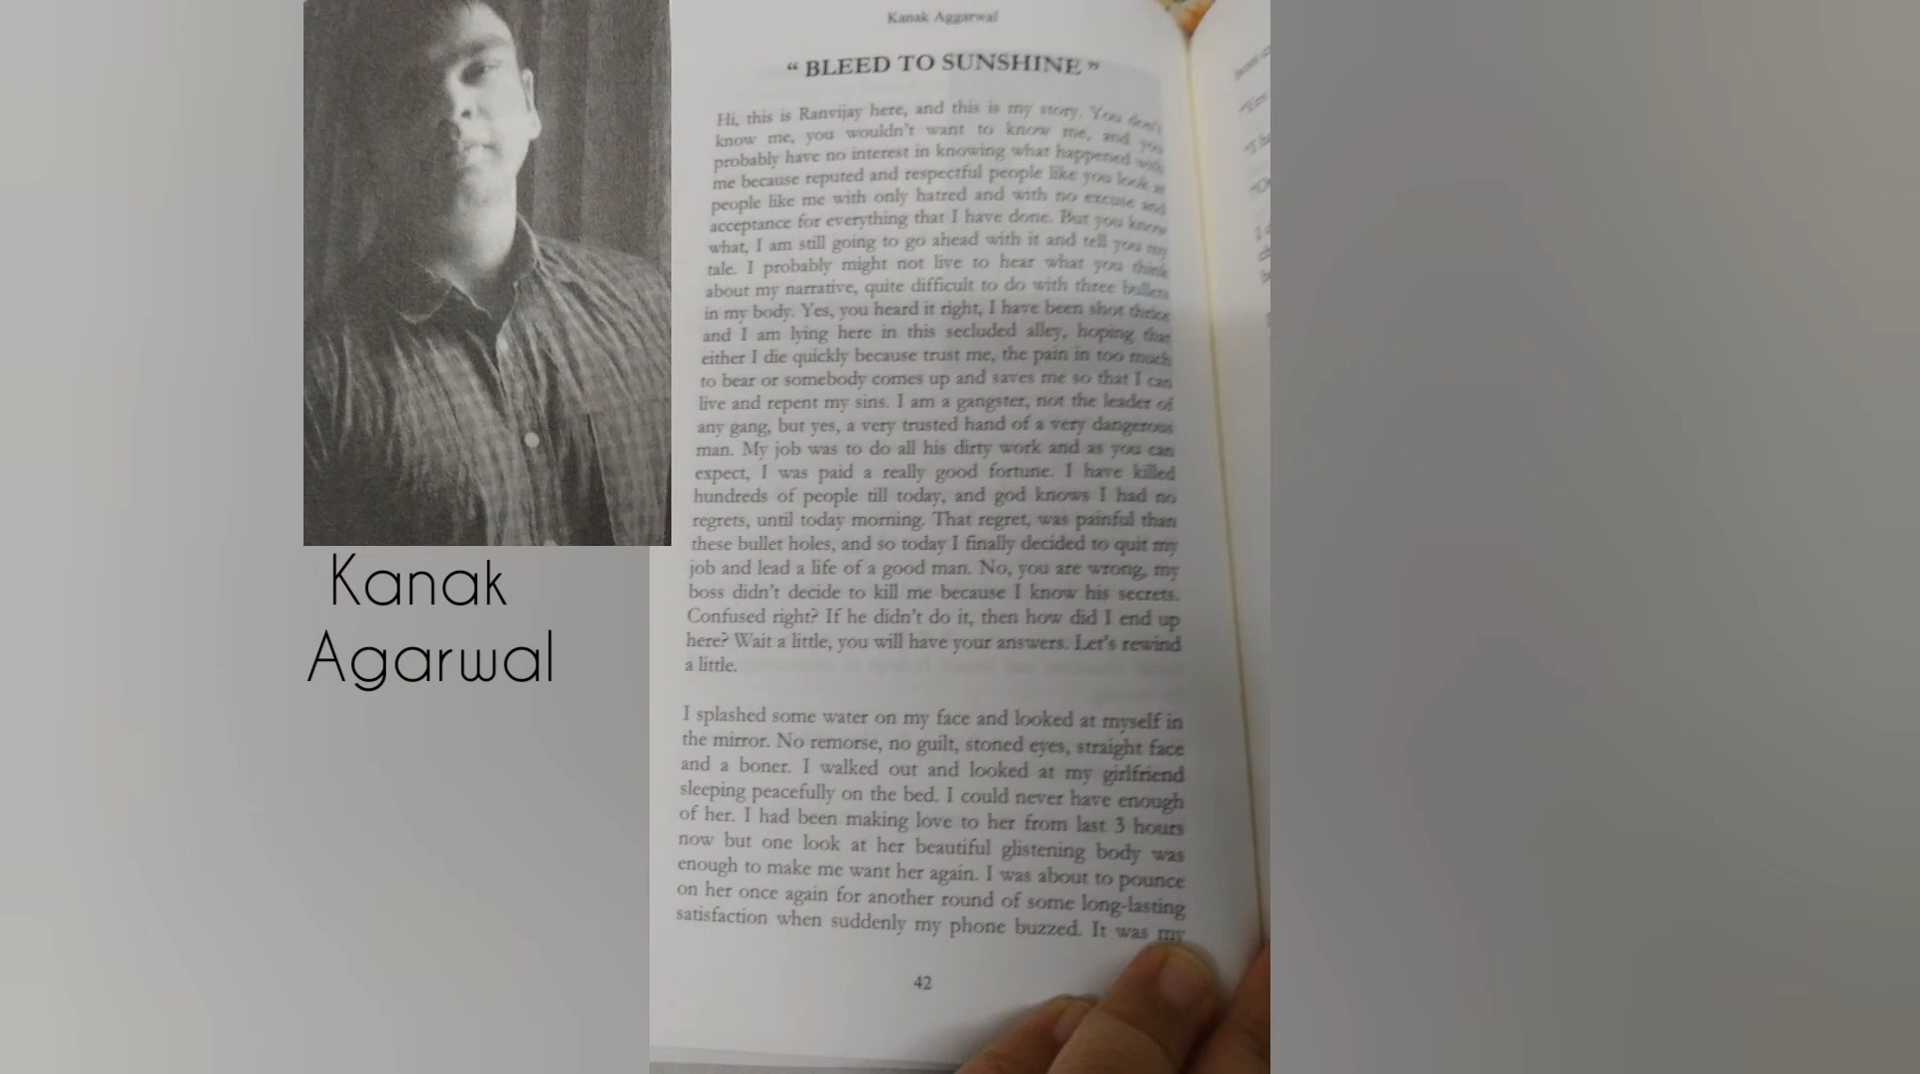 Kanak
Agarwal
Kanak Aggarwal
“ BLEED TO SUNSHINE ”
Hi, this is Ranvijay here, and this is my story. You don't
know me, you wouldn't want to know me, and you
probably have no interest in knowing what happened with
me because reputed and respectful people like you look at
people like me with only hatred and with no excuse and
acceptance for everything that I have done. But you know
what, I am still going to go ahead with it and tell you my
tale. I probably might not live to hear what you think
about my narrative, quite difficult to do with three bullets
in my body. Yes, you heard it right, I have been shot thrice
and I am lying here in this secluded alley, hoping that
either I die quickly because trust me, the pain in too much
to bear or somebody comes up and saves me so that I can
live and repent my sins. I am a gangster, not the leader of
any gang, but yes, a very trusted hand of a very dangerous
man. My job was to do all his dirty work and as you can
expect, I was paid a really good fortune. I have killed
hundreds of people till today, and god knows I had no
regrets, until today morning. That regret, was painful than
these bullet holes, and so today I finally decided to quit my
job and lead a life of a good man. No, you are wrong, my
boss didn't decide to kill me because I know his secrets.
Confused right? If he didn't do it, then how did I end up
here? Wait a little, you will have your answers. Let's rewind
a little.
I splashed some water on my face and looked at myself in
the mirror. No remorse, no guilt, stoned eyes, straight face
and a boner. I walked out and looked at my girlfriend
sleeping peacefully on the bed. I could never have enough
of her. I had been making love to her from last 3 hours
now but one look at her beautiful glistening body was
enough to make me want her again. I was about to pounce
on her once again for another round of some long-lasting
satisfaction when suddenly my phone buzzed. It was my
42